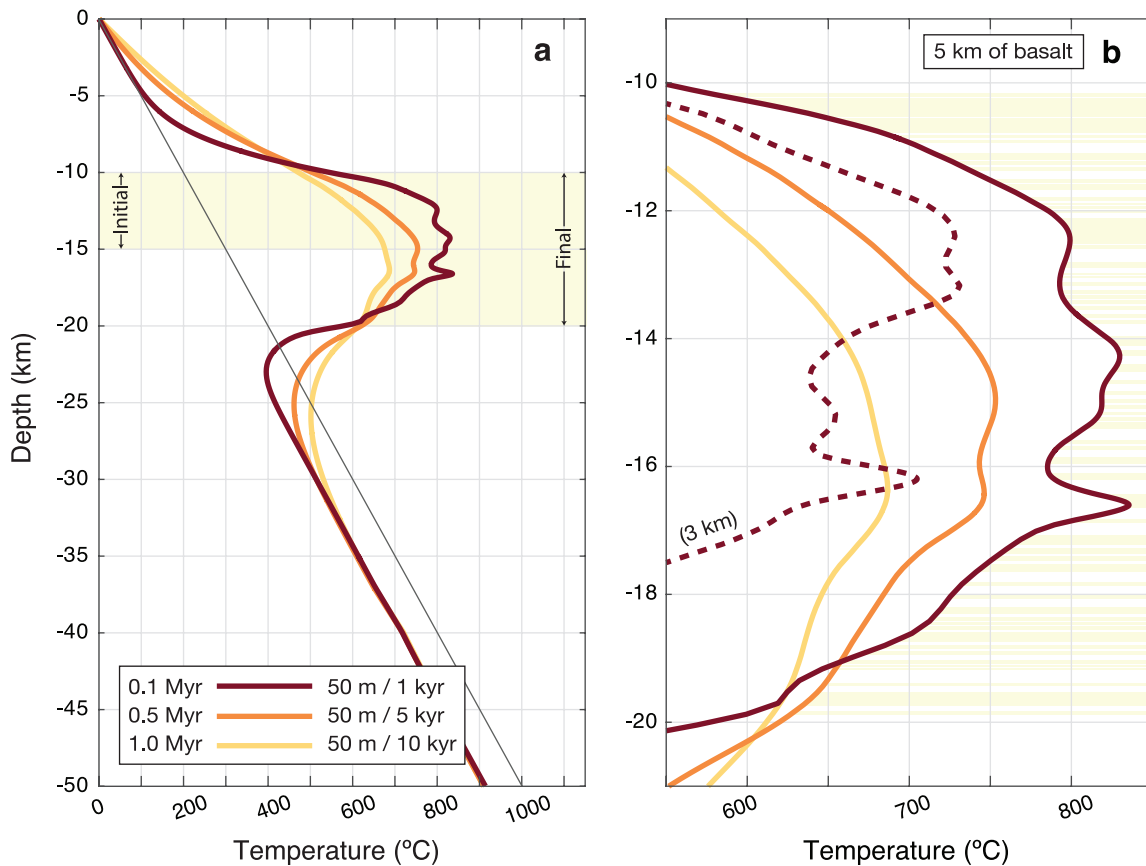 a
0
-5
-10
-15
-20
-25
-30
-35
-40
-45
-50
Depth (km)
Initial
Final
0.1 Myr 50 m / 1 kyr
0.5 Myr 50 m / 5 kyr
1.0 Myr 50 m / 10 kyr
0 200 400 600 800 1000
Temperature (ºC)
5 km of basalt b
-10
-12
-14
-16
-18
-20
(3 km)
600 700 800
Temperature (ºC)